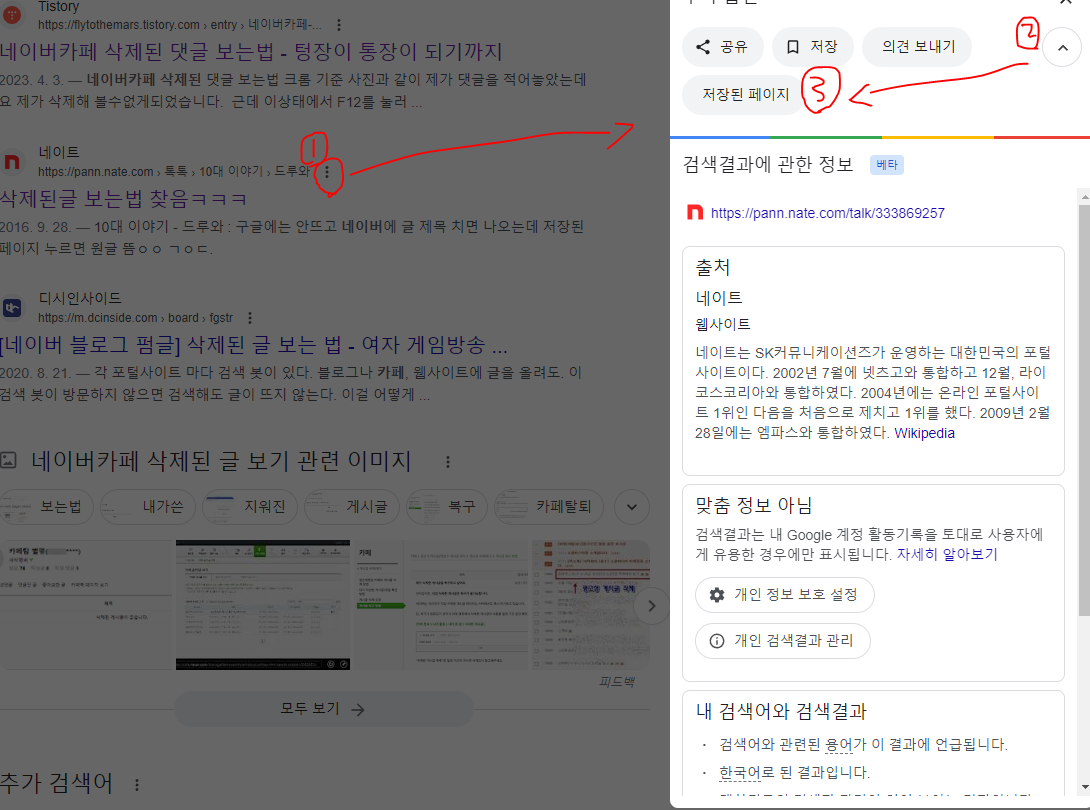 Tistory
https://flytothemars.tistory.com › entry › 네이버카페-...
네이버카페 삭제된 댓글 보는법 - 텅장이 통장이 되기까지
2023. 4. 3. — 네이버카페 삭제된 댓글 보는법 크롬 기준 사진과 같이 제가 댓글을 적어놓았는데
요 제가 삭제해 볼수없게되었습니다. 근데 이상태에서 F12를 눌러 ...
1
네이트
https://pann.nate.com › 톡톡 › 10대 이야기 › 드루와
삭제된글 보는법 찾음ㅋㅋㅋ
2016. 9. 28. — 10대 이야기 - 드루와 : 구글에는 안뜨고 네이버에 글 제목 치면 나오는데 저장된
페이지 누르면 원글 뜸ㅇㅇ ㄱㅇㄷ.
디시인사이드
https://m.dcinside.com › board › fgstr
[네이버 블로그 펌글] 삭제된 글 보는 법 - 여자 게임방송 ...
2020. 8. 21. — 각 포털사이트 마다 검색 봇이 있다. 블로그나 카페, 웹사이트에 글을 올려도. 이
검색 봇이 방문하지 않으면 검색해도 글이 뜨지 않는다. 이걸 어떻게 ...
네이버카페 삭제된 글 보기 관련 이미지
보는법 내가쓴 지워진 게시글 복구 카페탈퇴
카페
피드백
모두 보기
추가 검색어
2
공유 저장 의견 보내기
저장된 페이지 3
검색결과에 관한 정보 베타
https://pann.nate.com/talk/333869257
출처
네이트
웹사이트
네이트는 SK커뮤니케이션즈가 운영하는 대한민국의 포털
사이트이다. 2002년 7월에 넷츠고와 통합하고 12월, 라이
코스코리아와 통합하였다. 2004년에는 온라인 포털사이
트 1위인 다음을 처음으로 제치고 1위를 했다. 2009년 2월
28일에는 엠파스와 통합하였다. Wikipedia
맞춤 정보 아님
검색결과는 내 Google 계정 활동기록을 토대로 사용자에
게 유용한 경우에만 표시됩니다. 자세히 알아보기
개인 정보 보호 설정
개인 검색결과 관리
내 검색어와 검색결과
· 검색어와 관련된 용어가 이 결과에 언급됩니다.
· 한국어로 된 결과입니다.